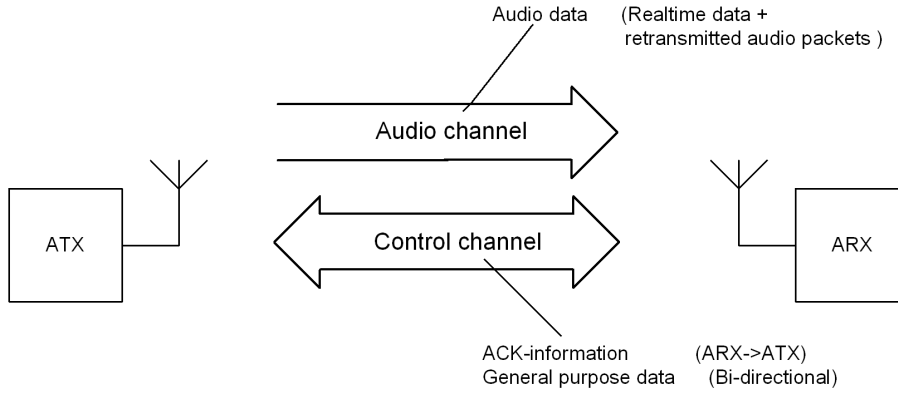 Audio data (Realtime data +
retransmitted audio packets )
Audio channel
ATX
Control channel
ARX
ACK-information (ARX->ATX)
General purpose data (Bi-directional)